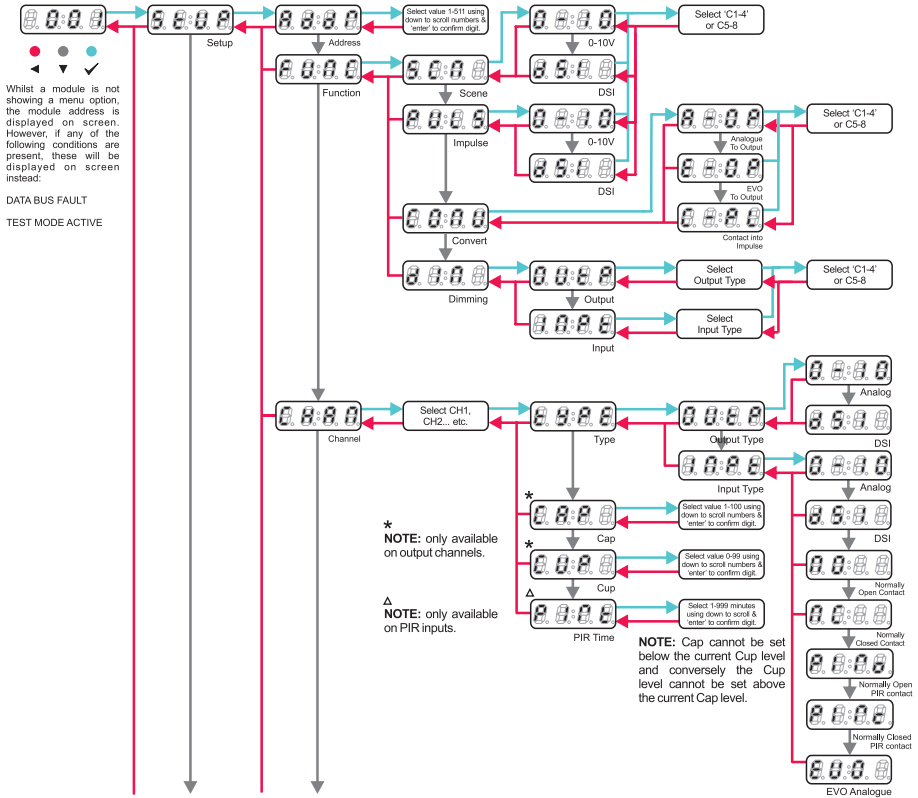 Select value 1-511 using
down to scroll numbers &
'enter' to confirm digit.
Select 'C1-4'
or C5-8
Setup
Address
0-10V
Function
Scene
DSI
Whilst a module is not
showing a menu option,
the module address is
displayed on screen.
However, if any of the
following conditions are
present, these will be
displayed on screen
instead:
DATA BUS FAULT
TEST MODE ACTIVE
Impulse
0-10V
DSI
Analogue
To Output
Select 'C1-4'
or C5-8
EVO
To Output
Convert
Contact into
Impulse
Dimming
Output
Select
Output Type
Select 'C1-4'
or C5-8
Input
Select
Input Type
Channel
Select CH1,
CH2... etc.
Type
Output Type
Analog
DSI
Input Type
Analog
DSI
*
Cap
Select value 1-100 using
down to scroll numbers &
'enter' to confirm digit.
*
NOTE: only available
on output channels.
*
Cup
Select value 0-99 using
down to scroll numbers &
'enter' to confirm digit.
Δ
NOTE: only available
on PIR inputs.
Δ
PIR Time
Select 1-999 minutes
using down to scroll &
'enter' to confirm digit.
NOTE: Cap cannot be set
below the current Cup level
and conversely the Cup
level cannot be set above
the current Cap level.
Normally
Open Contact
Normally
Closed Contact
Normally Open
PIR contact
Normally Closed
PIR contact
EVO Analogue